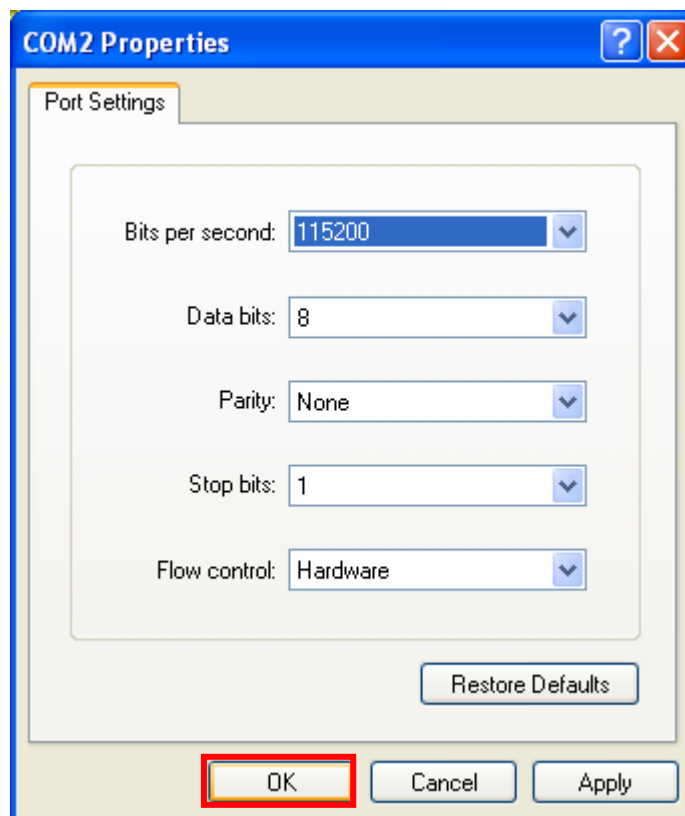 COM2 Properties
Port Settings
Bits per second: 115200
Data bits: 8
Parity: None
Stop bits: 1
Flow control: Hardware
Restore Defaults
OK Cancel Apply